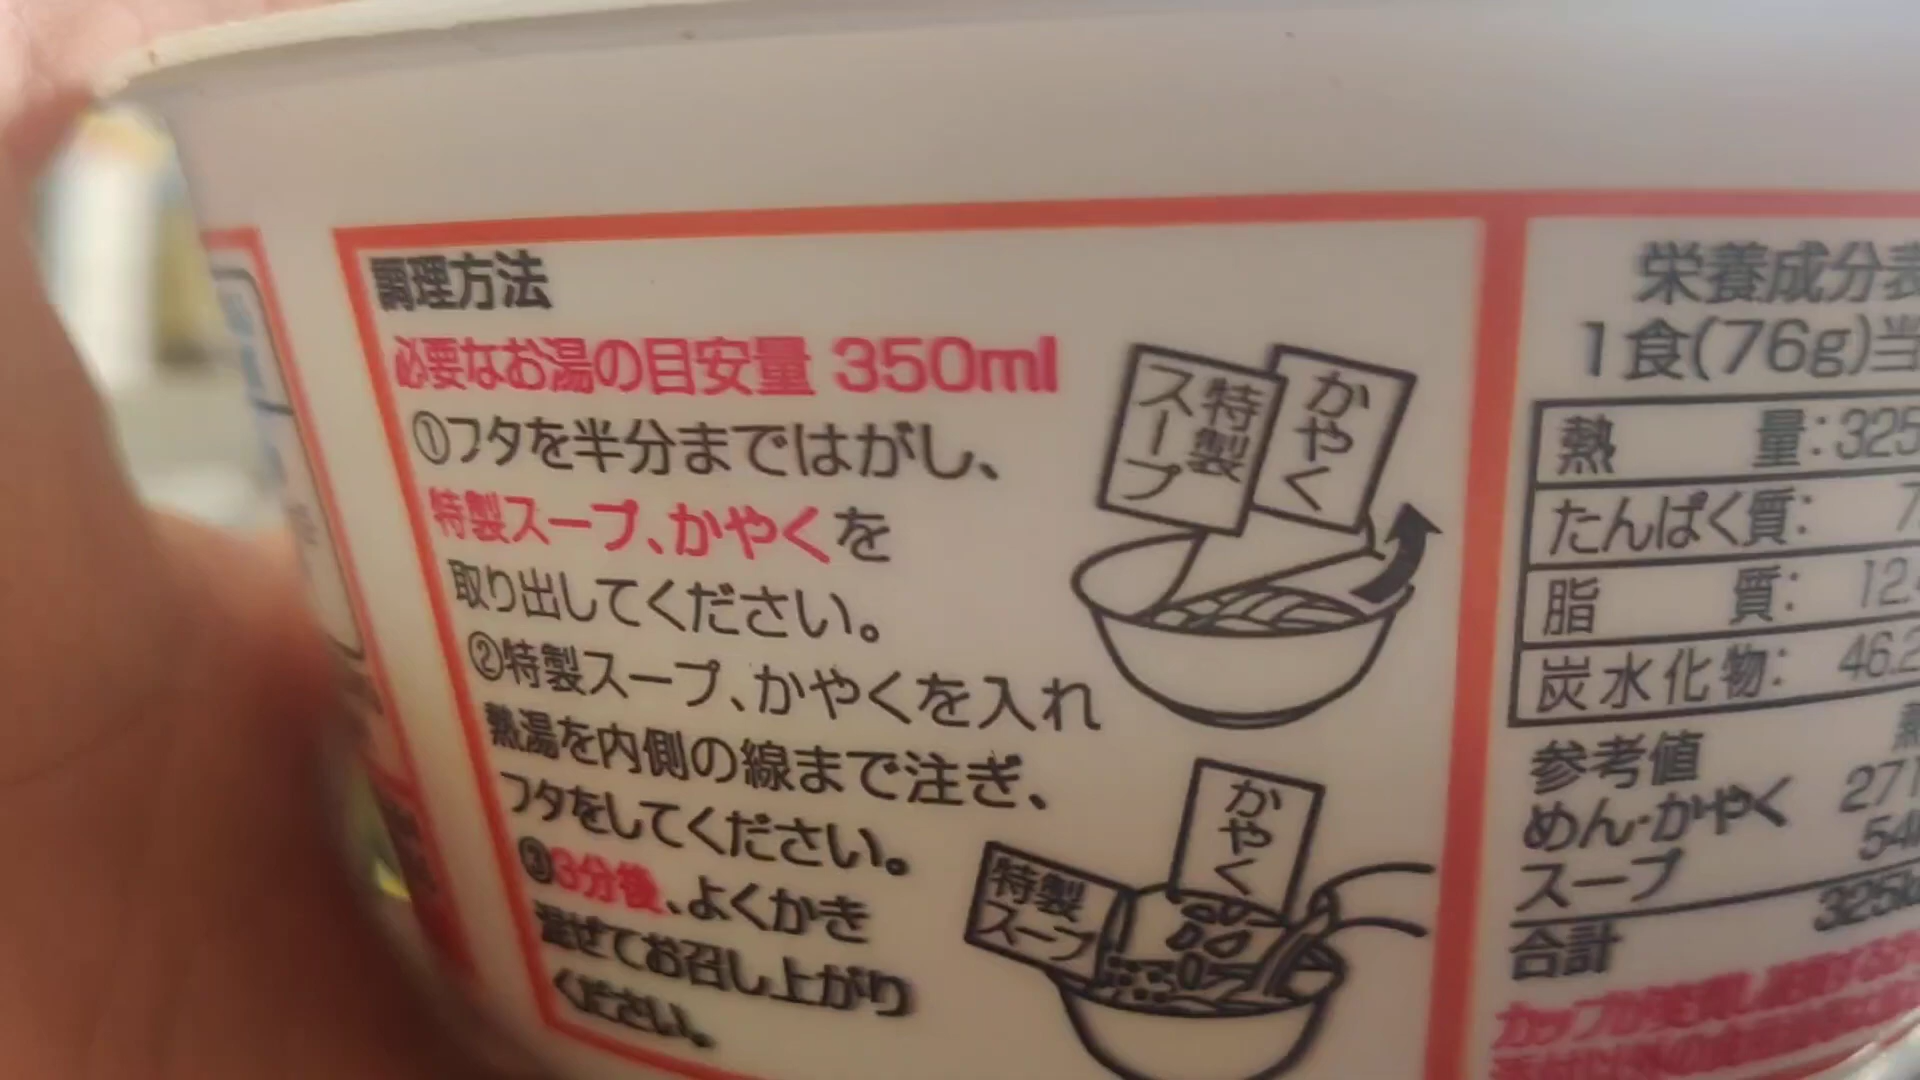 調理方法
必要なお湯の目安量 350ml
①フタを半分まではがし、
特製スープ、かやくを
取り出してください。
②特製スープ、かやくを入れ
熱湯を内側の線まで注ぎ、
フタをしてください。
③3分後、よくかき
混ぜてお召し上がり
ください。
特製
スープ
かやく
かやく
特製
スープ
栄養成分表
1食(76g)当
熱量:325
たんぱく質: 7
脂質: 12.
炭水化物: 46.2
参考値
めん・かやく 271
スープ 54
合計 325k